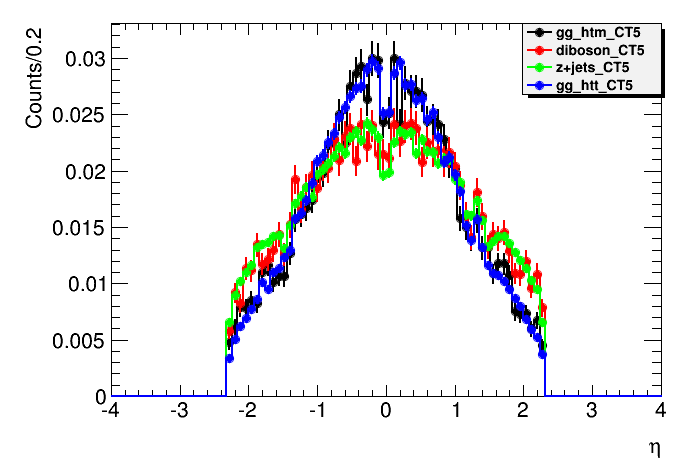 Counts/0.2
gg_htm_CT5
diboson_CT5
z+jets_CT5
gg_htt_CT5
0.03
0.025
0.02
0.015
0.01
0.005
0
-4 -3 -2 -1 0 1 2 3 4
η